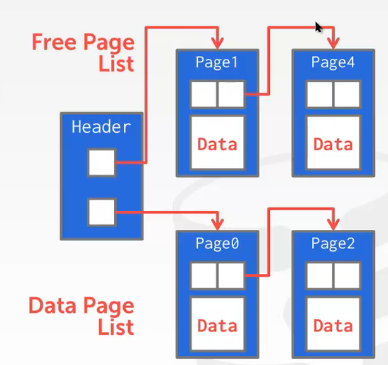 Free Page
List
Page1
Page4
Header
Data
Data
Page0
Page2
Data Page
List
Data
Data